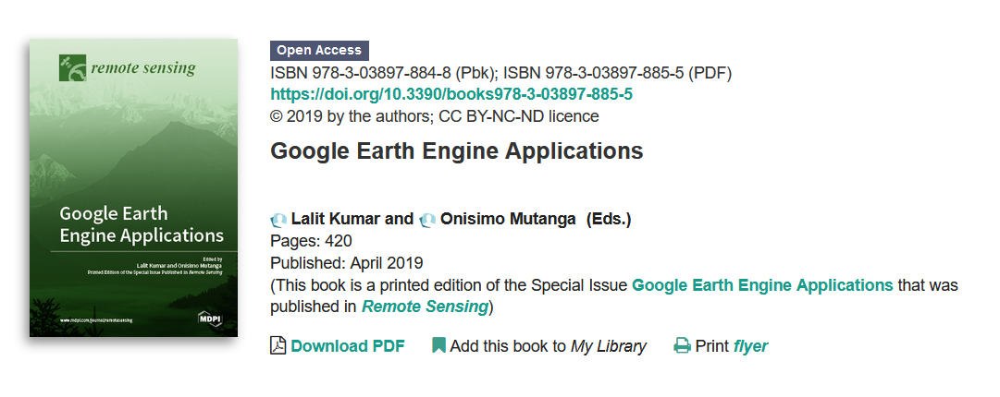 remote sensing
Google Earth
Engine Applications
Edited by
Lalit Kumar and Onisimo Mutanga
Printed Edition of the Special Issue Published in Remote Sensing
www.mdpi.com/journal/remotesensing
MDPI
Open Access
ISBN 978-3-03897-884-8 (Pbk); ISBN 978-3-03897-885-5 (PDF)
https://doi.org/10.3390/books978-3-03897-885-5
© 2019 by the authors; CC BY-NC-ND licence
Google Earth Engine Applications
Lalit Kumar and Onisimo Mutanga (Eds.)
Pages: 420
Published: April 2019
(This book is a printed edition of the Special Issue Google Earth Engine Applications that was
published in Remote Sensing)
Download PDF Add this book to My Library Print flyer